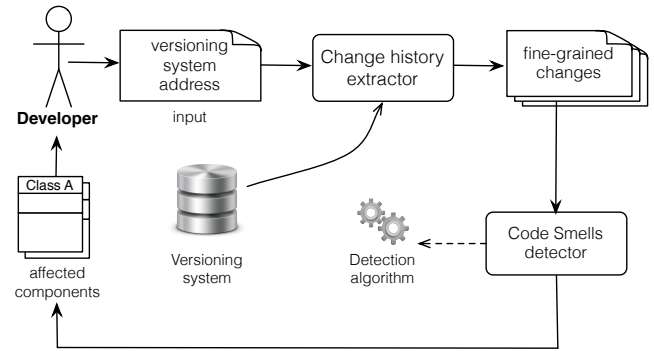 versioning
system
address
input
Change history
extractor
fine-grained
changes
Developer
Class A
affected
components
Versioning
system
Detection
algorithm
Code Smells
detector